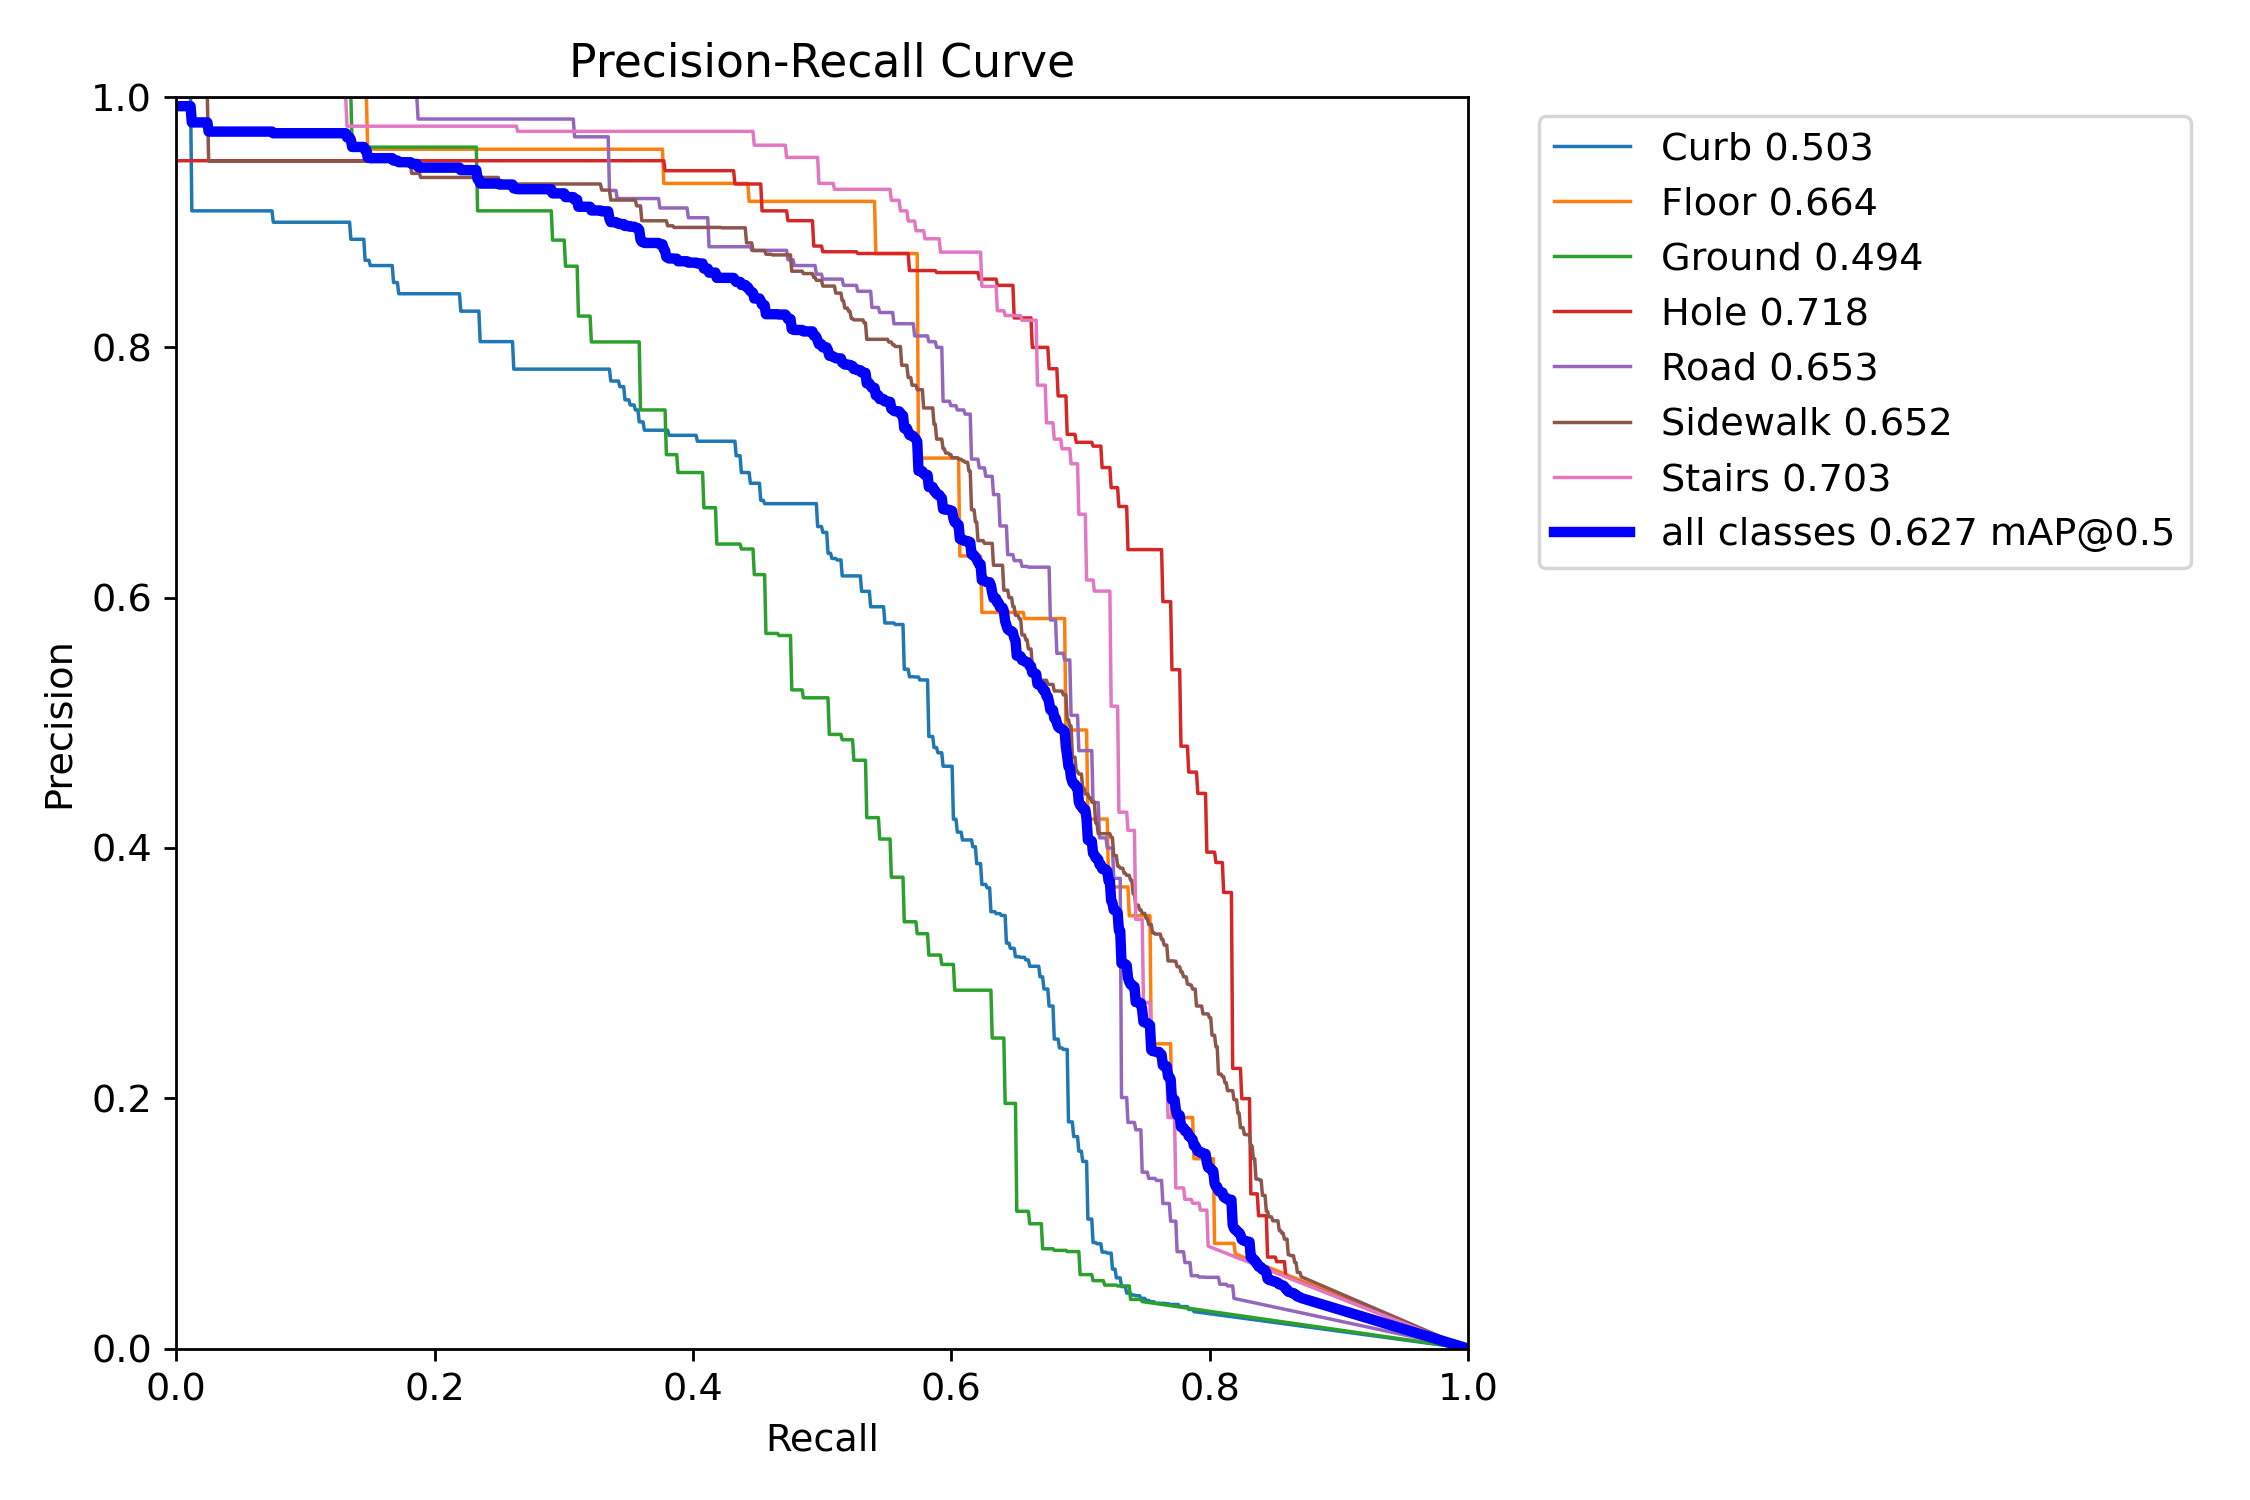 Precision-Recall Curve
1.0
0.8
0.6
0.4
0.2
0.0
Precision
0.0 0.2 0.4 0.6 0.8 1.0
Recall
Curb 0.503
Floor 0.664
Ground 0.494
Hole 0.718
Road 0.653
Sidewalk 0.652
Stairs 0.703
all classes 0.627 mAP@0.5